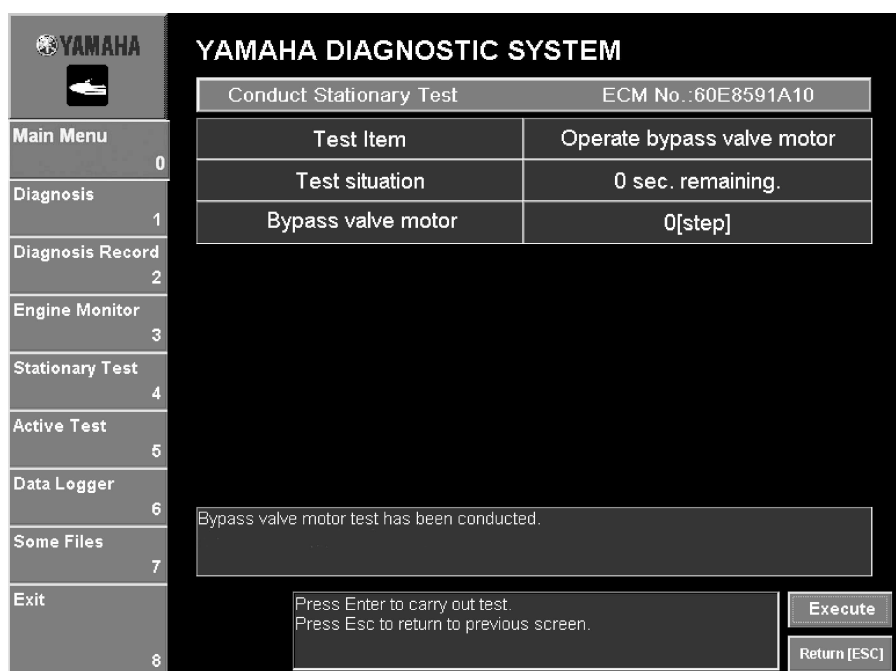 YAMAHA
YAMAHA DIAGNOSTIC SYSTEM
Conduct Stationary Test ECM No.:60E8591A10
Main Menu
0
Diagnosis
1
Diagnosis Record
2
Engine Monitor
3
Stationary Test
4
Active Test
5
Data Logger
6
Some Files
7
Exit
8
Test Item Operate bypass valve motor
Test situation 0 sec. remaining.
Bypass valve motor 0[step]
Bypass valve motor test has been conducted.
Press Enter to carry out test.
Press Esc to return to previous screen.
Execute
Return [ESC]